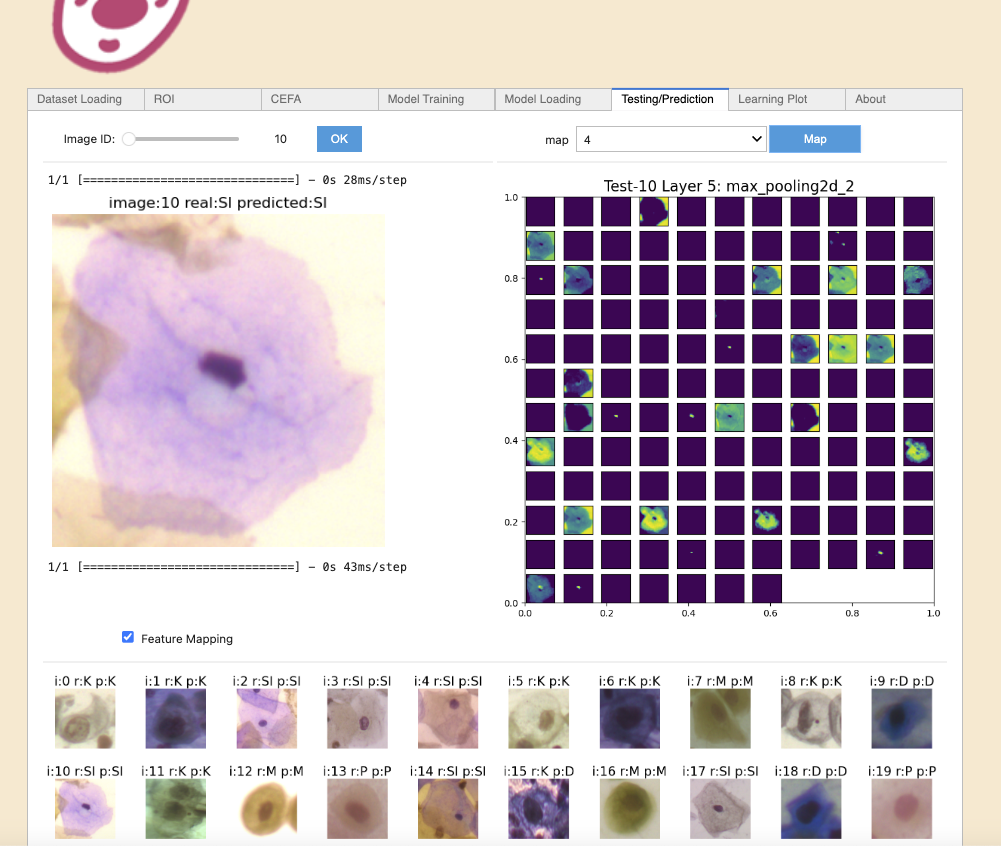 Dataset Loading ROI CEFA Model Training Model Loading Testing/Prediction Learning Plot About
Image ID: 10 OK map 4 Map
1/1 [==============================] - 0s 28ms/step
image:10 real:SI predicted:SI
Test-10 Layer 5: max_pooling2d_2
1.0
0.8
0.6
0.4
0.2
0.0
0.0 0.2 0.4 0.6 0.8 1.0
1/1 [==============================] - 0s 43ms/step
Feature Mapping
i:0 r:K p:K i:1 r:K p:K i:2 r:SI p:SI i:3 r:SI p:SI i:4 r:SI p:SI i:5 r:K p:K i:6 r:K p:K i:7 r:M p:M i:8 r:K p:K i:9 r:D p:D
i:10 r:SI p:SI i:11 r:K p:K i:12 r:M p:M i:13 r:P p:P i:14 r:SI p:SI i:15 r:K p:D i:16 r:M p:M i:17 r:SI p:SI i:18 r:D p:D i:19 r:P p:P